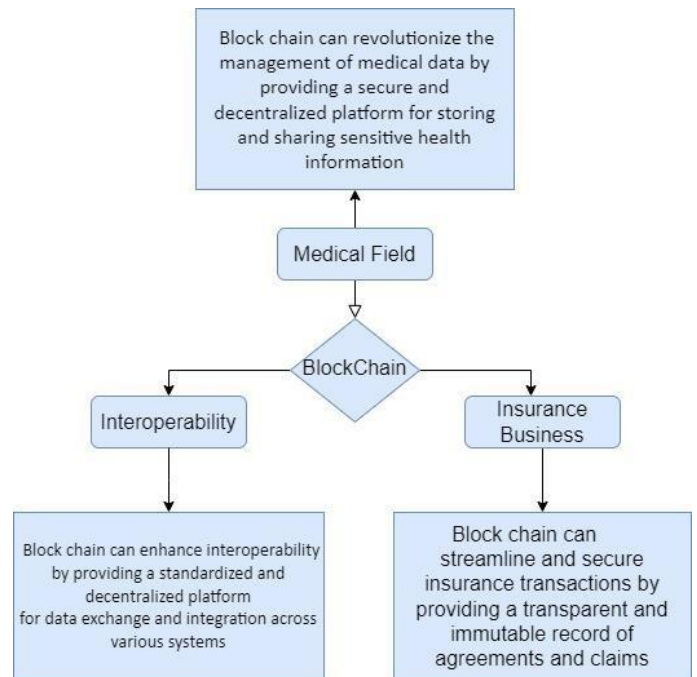 Block chain can revolutionize the
management of medical data by
providing a secure and
decentralized platform for storing
and sharing sensitive health
information
Medical Field
BlockChain
Interoperability
Insurance
Business
Block chain can enhance interoperability
by providing a standardized and
decentralized platform
for data exchange and integration across
various systems
Block chain can
streamline and secure
insurance transactions by
providing a transparent and
immutable record of
agreements and claims